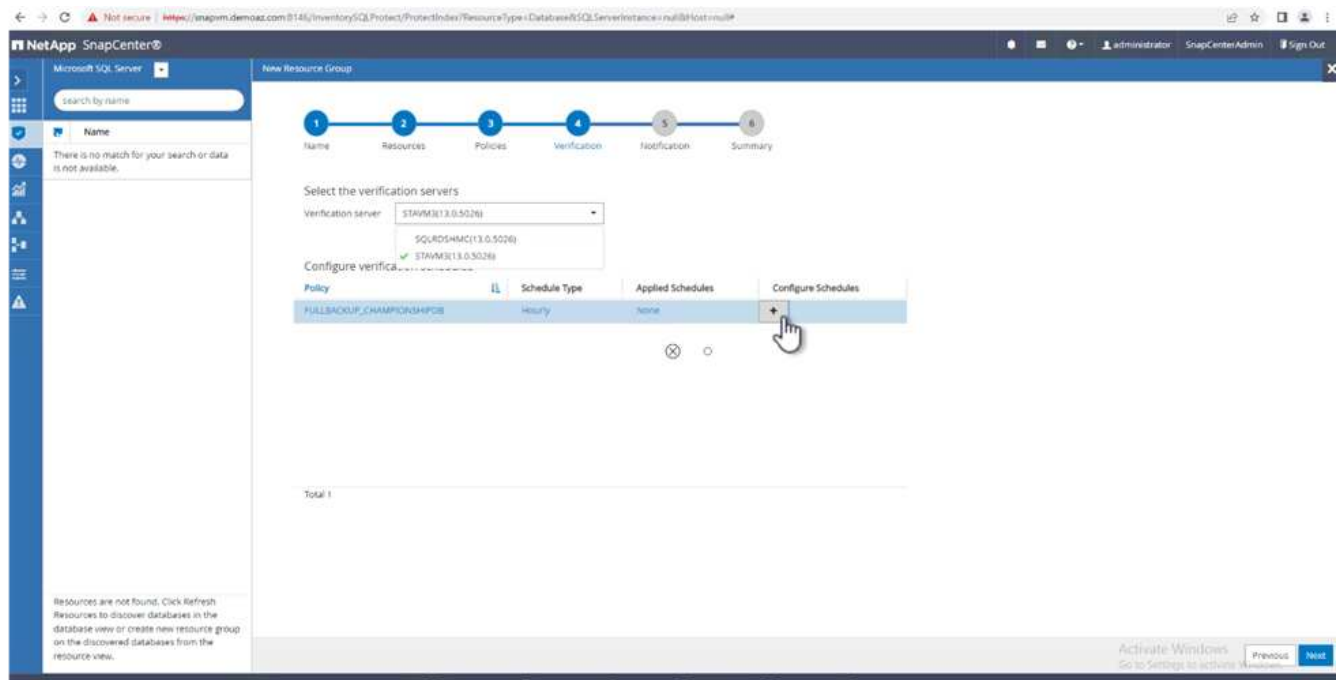 Not secure | https://snapvm.demoaz.com:8146/InventorySQLProtect/ProtectIndex?ResourceType=Database&SQLServerInstance=null&Host=null#
NetApp SnapCenter®
administrator SnapCenterAdmin Sign Out
Microsoft SQL Server
New Resource Group
search by name
Name
There is no match for your search or data
is not available.
1 2 3 4 5 6
Name Resources Policies Verification Notification Summary
Select the verification servers
Verification server STAVM3(13.0.5026)
SQLRDSHMC(13.0.5026)
STAVM3(13.0.5026)
Configure verification schedules
Policy Schedule Type Applied Schedules Configure Schedules
FULLBACKUP_CHAMPIONSHIPDB Hourly None +
Total 1
Resources are not found. Click Refresh
Resources to discover databases in the
database view or create new resource group
on the discovered databases from the
resource view.
Activate Windows
Go to Settings to activate Windows.
Previous Next